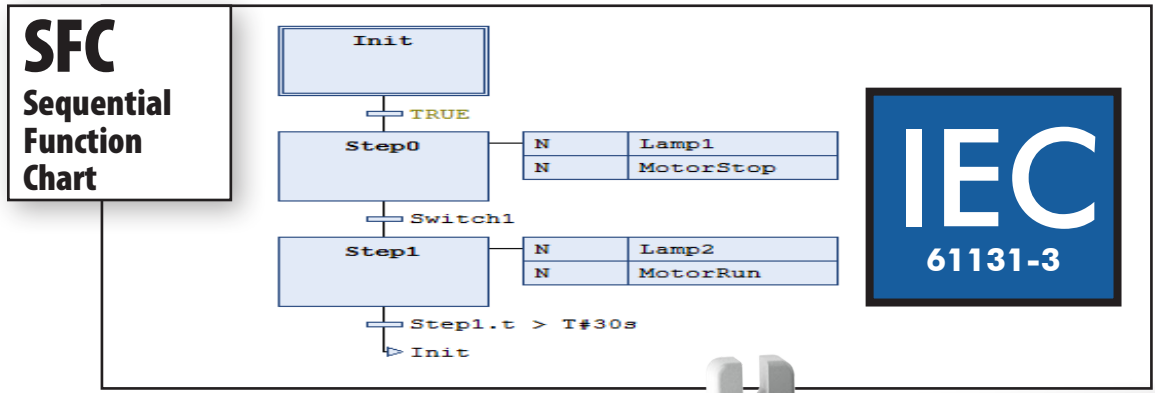 SFC
Sequential
Function
Chart
Init
TRUE
Step0
N Lamp1
N MotorStop
Switch1
Step1
N Lamp2
N MotorRun
Step1.t > T#30s
Init
IEC
61131-3